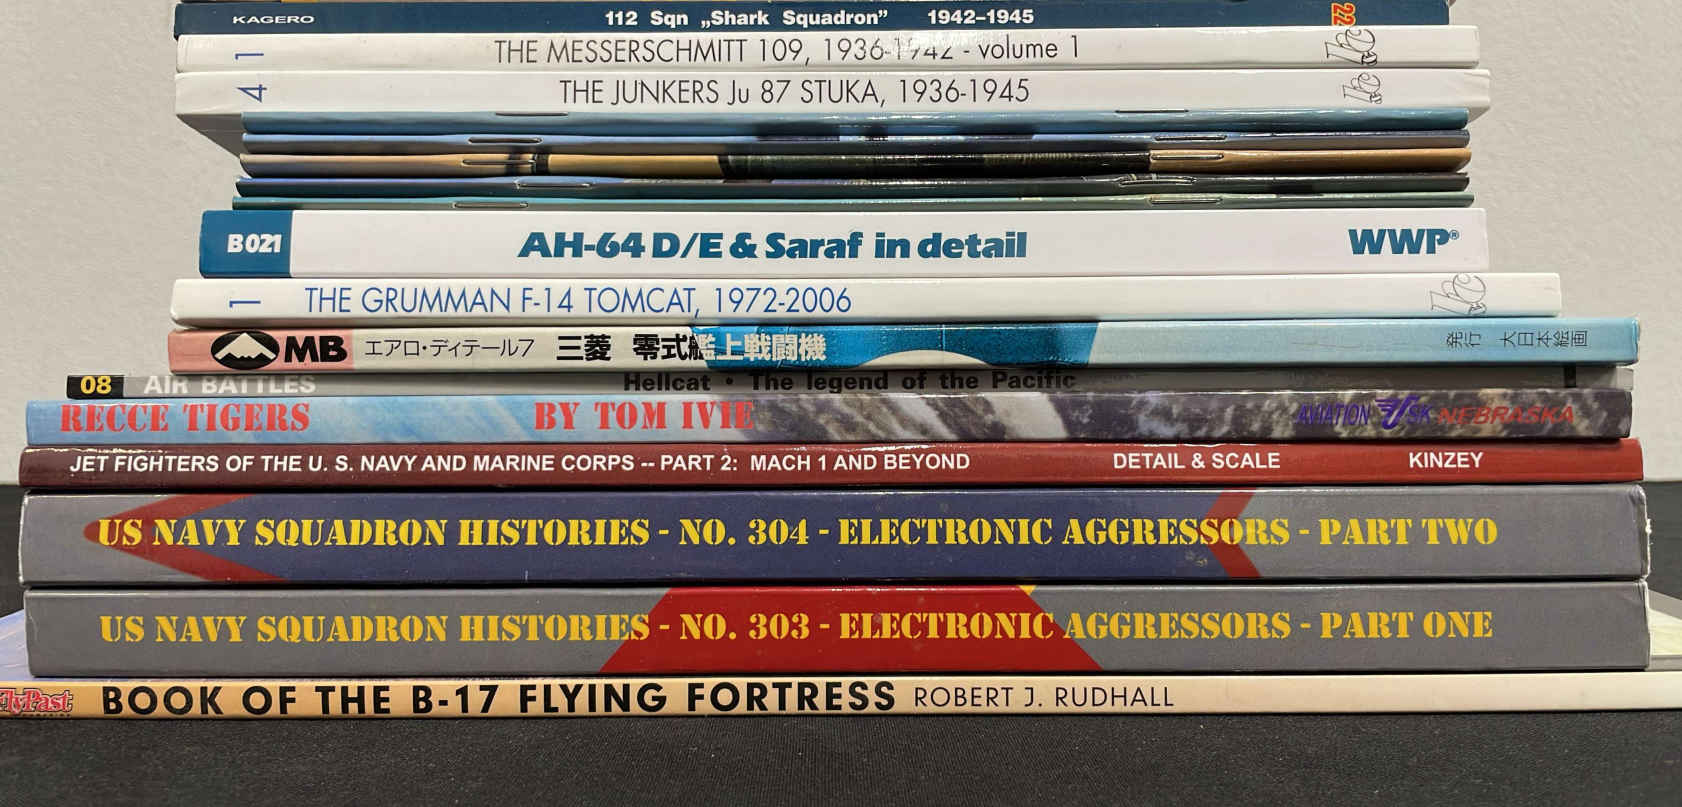 KAGERO 112 Sqn „Shark Squadron” 1942–1945 22
1 THE MESSERSCHMITT 109, 1936-1942 - volume 1
4 THE JUNKERS Ju 87 STUKA, 1936-1945
B021 AH-64 D/E & Saraf in detail WWP®
1 THE GRUMMAN F-14 TOMCAT, 1972-2006
MB エアロ・ディテール7 三菱 零式艦上戦闘機 発行 大日本絵画
08 AIR BATTLES Hellcat • The legend of the Pacific
RECCE TIGERS BY TOM IVIE AVIATION USK NEBRASKA
JET FIGHTERS OF THE U. S. NAVY AND MARINE CORPS -- PART 2: MACH 1 AND BEYOND DETAIL & SCALE KINZEY
US NAVY SQUADRON HISTORIES - NO. 304 - ELECTRONIC AGGRESSORS - PART TWO
US NAVY SQUADRON HISTORIES - NO. 303 - ELECTRONIC AGGRESSORS - PART ONE
FlyPast BOOK OF THE B-17 FLYING FORTRESS ROBERT J. RUDHALL